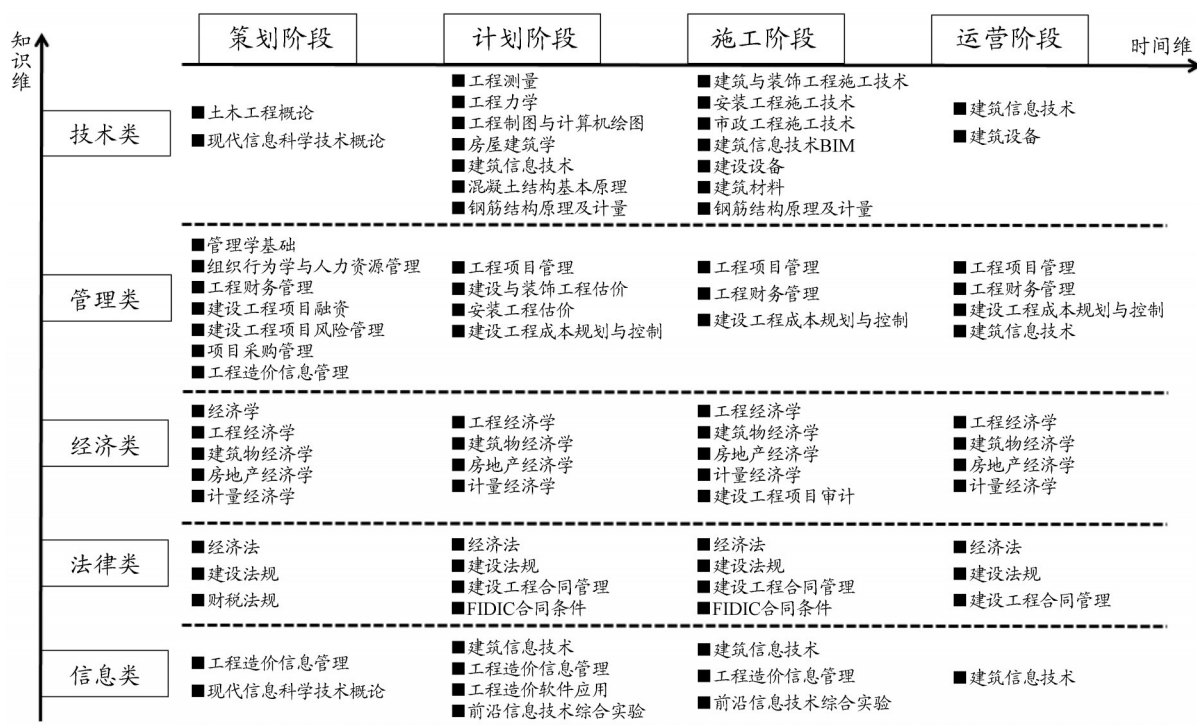 知识维
策划阶段
计划阶段
施工阶段
运营阶段
时间维
技术类
■土木工程概论
■现代信息科学技术概论
■工程测量
■工程力学
■工程制图与计算机绘图
■房屋建筑学
■建筑信息技术
■混凝土结构基本原理
■钢筋结构原理及计量
■建筑与装饰工程施工技术
■安装工程施工技术
■市政工程施工技术
■建筑信息技术BIM
■建设设备
■建筑材料
■钢筋结构原理及计量
■建筑信息技术
■建筑设备
管理类
■管理学基础
■组织行为学与人力资源管理
■工程财务管理
■建设工程项目融资
■建设工程项目风险管理
■项目采购管理
■工程造价信息管理
■工程项目管理
■建设与装饰工程估价
■安装工程估价
■建设工程成本规划与控制
■工程项目管理
■工程财务管理
■建设工程成本规划与控制
■工程项目管理
■工程财务管理
■建设工程成本规划与控制
■建筑信息技术
经济类
■经济学
■工程经济学
■建筑物经济学
■房地产经济学
■计量经济学
■工程经济学
■建筑物经济学
■房地产经济学
■计量经济学
■工程经济学
■建筑物经济学
■房地产经济学
■计量经济学
■建设工程项目审计
■工程经济学
■建筑物经济学
■房地产经济学
■计量经济学
法律类
■经济法
■建设法规
■财税法规
■经济法
■建设法规
■建设工程合同管理
■FIDIC合同条件
■经济法
■建设法规
■建设工程合同管理
■FIDIC合同条件
■经济法
■建设法规
■建设工程合同管理
信息类
■工程造价信息管理
■现代信息科学技术概论
■建筑信息技术
■工程造价信息管理
■工程造价软件应用
■前沿信息技术综合实验
■建筑信息技术
■工程造价信息管理
■前沿信息技术综合实验
■建筑信息技术